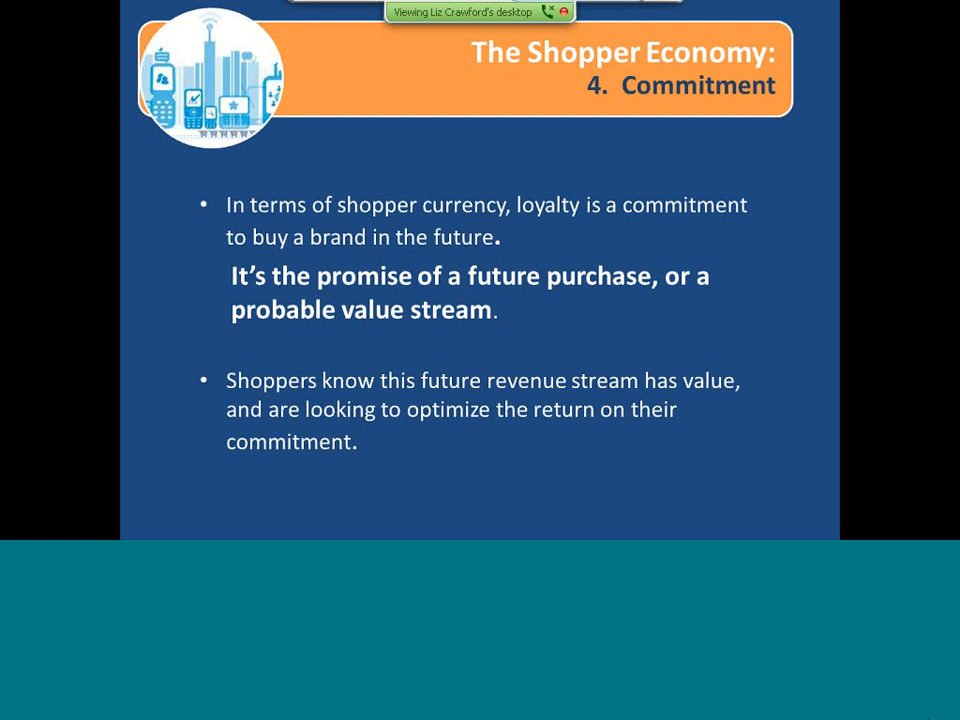 Viewing Liz Crawford's desktop
The Shopper Economy:
4. Commitment
• In terms of shopper currency, loyalty is a commitment
to buy a brand in the future.
It’s the promise of a future purchase, or a
probable value stream.
• Shoppers know this future revenue stream has value,
and are looking to optimize the return on their
commitment.